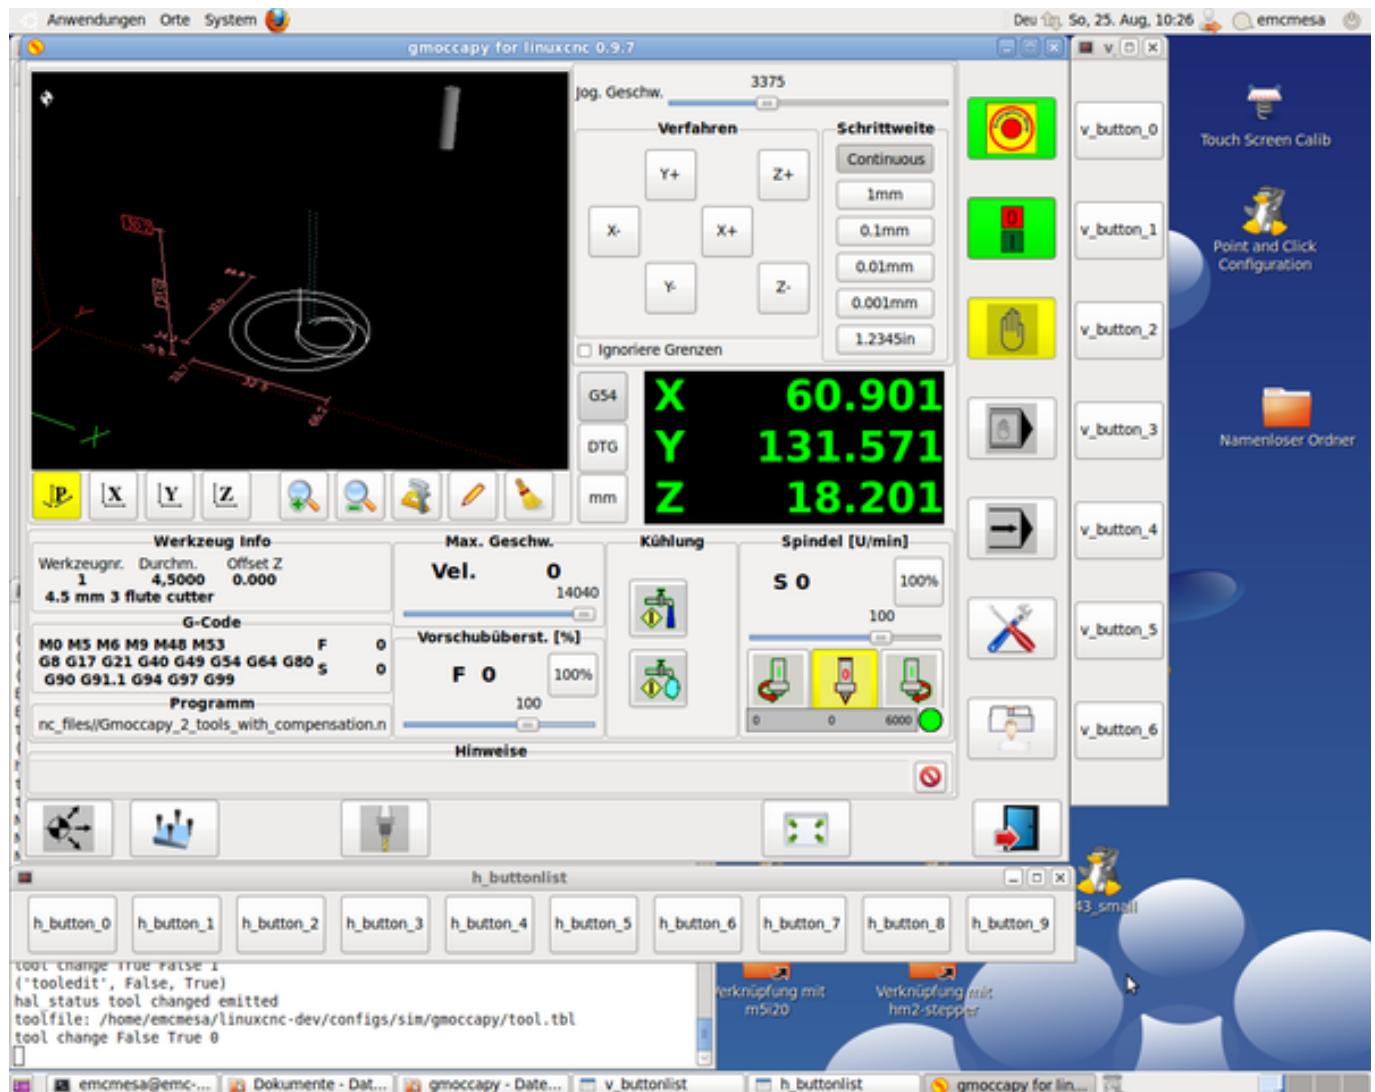 Anwendungen Orte System
Deu So, 25. Aug, 10:26 emcmesa
gmoccapy for linuxcnc 0.9.7
v_
Jog. Geschw. 3375
Verfahren
Schrittweite
Y+ Z+
X- X+
Y- Z-
Continuous
1mm
0.1mm
0.01mm
0.001mm
1.2345in
Ignoriere Grenzen
G54
DTG
mm
X 60.901
Y 131.571
Z 18.201
P X Y Z
Werkzeug Info
Werkzeugnr. Durchm. Offset Z
1 4,5000 0.000
4.5 mm 3 flute cutter
G-Code
M0 M5 M6 M9 M48 M53
G8 G17 G21 G40 G49 G54 G64 G80
G90 G91.1 G94 G97 G99
F 0
S 0
Programm
nc_files//Gmoccapy_2_tools_with_compensation.n
Max. Geschw.
Vel. 0
14040
Vorschubüberst. [%]
F 0 100%
100
Kühlung
Spindel [U/min]
S 0 100%
100
0 0 6000
Hinweise
v_button_0
v_button_1
v_button_2
v_button_3
v_button_4
v_button_5
v_button_6
Touch Screen Calib
Point and Click
Configuration
Namenloser Ordner
43_small
h_buttonlist
h_button_0 h_button_1 h_button_2 h_button_3 h_button_4 h_button_5 h_button_6 h_button_7 h_button_8 h_button_9
tool change True False 1
('tooledit', False, True)
hal_status tool changed emitted
toolfile: /home/emcmesa/linuxcnc-dev/configs/sim/gmoccapy/tool.tbl
tool change False True 0
Verknüpfung mit
m5i20
Verknüpfung mit
hm2-stepper
emcmesa@emc-... Dokumente - Dat... gmoccapy - Date... v_buttonlist h_buttonlist gmoccapy for lin...